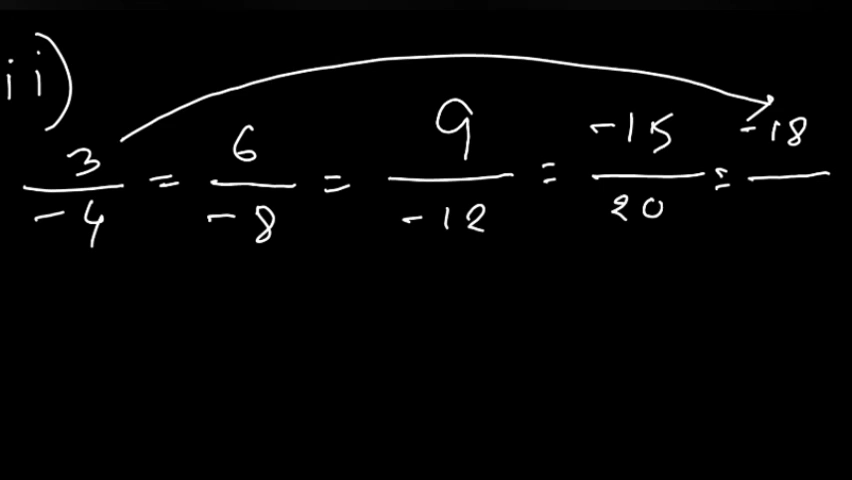 ii)
3/-4 = 6/-8 = 9/-12 = -15/20 = -18/